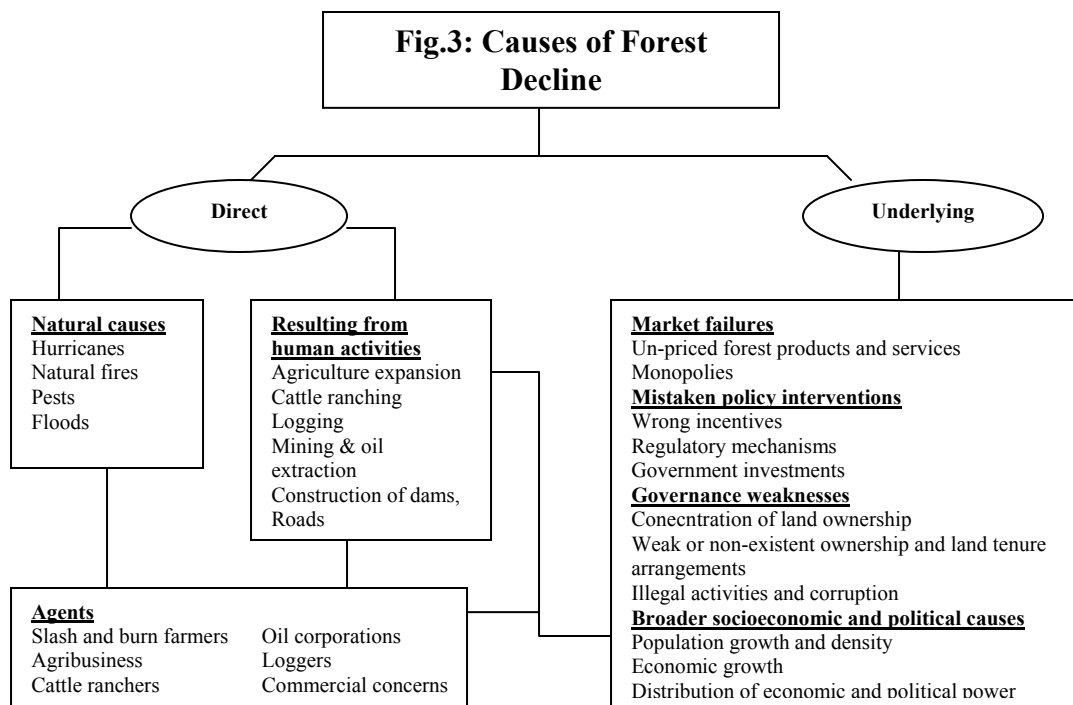 Fig.3: Causes of Forest
Decline
Direct
Underlying
Natural causes
Hurricanes
Natural fires
Pests
Floods
Resulting from
human activities
Agriculture expansion
Cattle ranching
Logging
Mining & oil
extraction
Construction of dams,
Roads
Market failures
Un-priced forest products and services
Monopolies
Mistaken policy interventions
Wrong incentives
Regulatory mechanisms
Government investments
Governance weaknesses
Conecntration of land ownership
Weak or non-existent ownership and land tenure
arrangements
Illegal activities and corruption
Broader socioeconomic and political causes
Population growth and density
Economic growth
Distribution of economic and political power
Agents
Slash and burn farmers
Agribusiness
Cattle ranchers
Oil corporations
Loggers
Commercial concerns